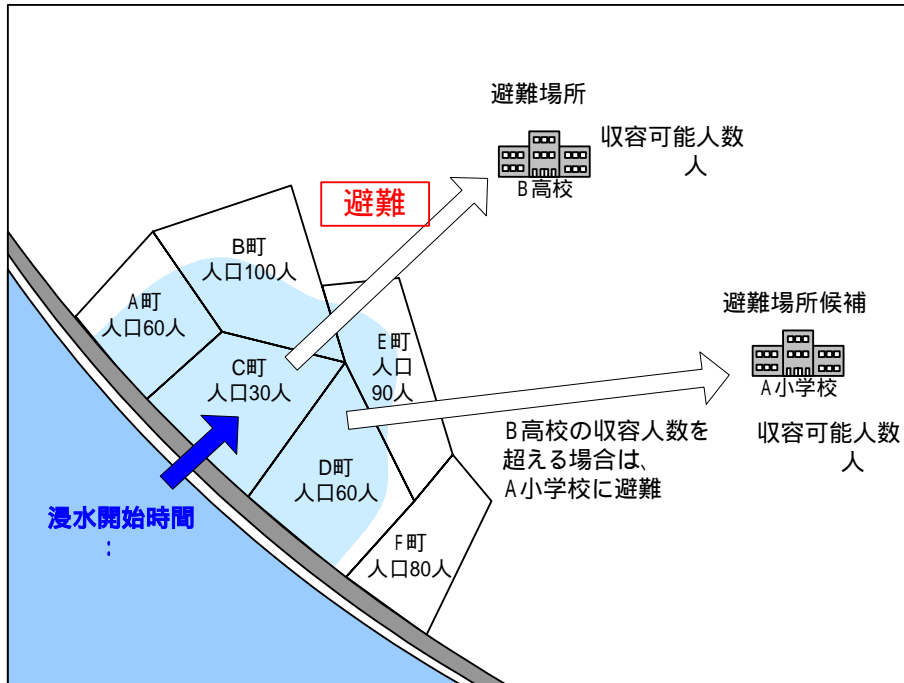 避難場所
収容可能人数
人
B高校
避難
B町
人口100人
A町
人口60人
C町
人口30人
E町
人口
90人
D町
人口60人
F町
人口80人
避難場所候補
A小学校
収容可能人数
人
B高校の収容人数を
超える場合は、
A小学校に避難
浸水開始時間
: